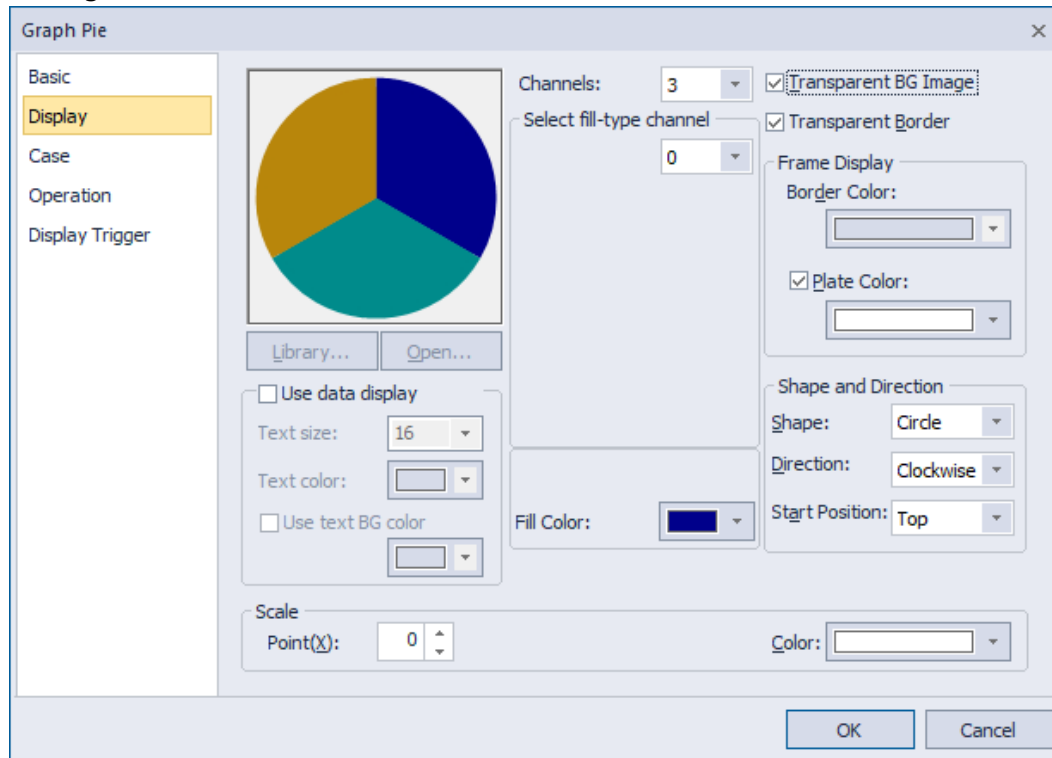 Graph Pie
Basic
Display
Case
Operation
Display Trigger
Library...
Open...
Use data display
Text size:
16
Text color:
Use text BG color
Channels:
3
Select fill-type channel
0
Fill Color:
Transparent BG Image
Transparent Border
Frame Display
Border Color:
Plate Color:
Shape and Direction
Shape:
Circle
Direction:
Clockwise
Start Position:
Top
Scale
Point(X):
0
Color:
OK
Cancel